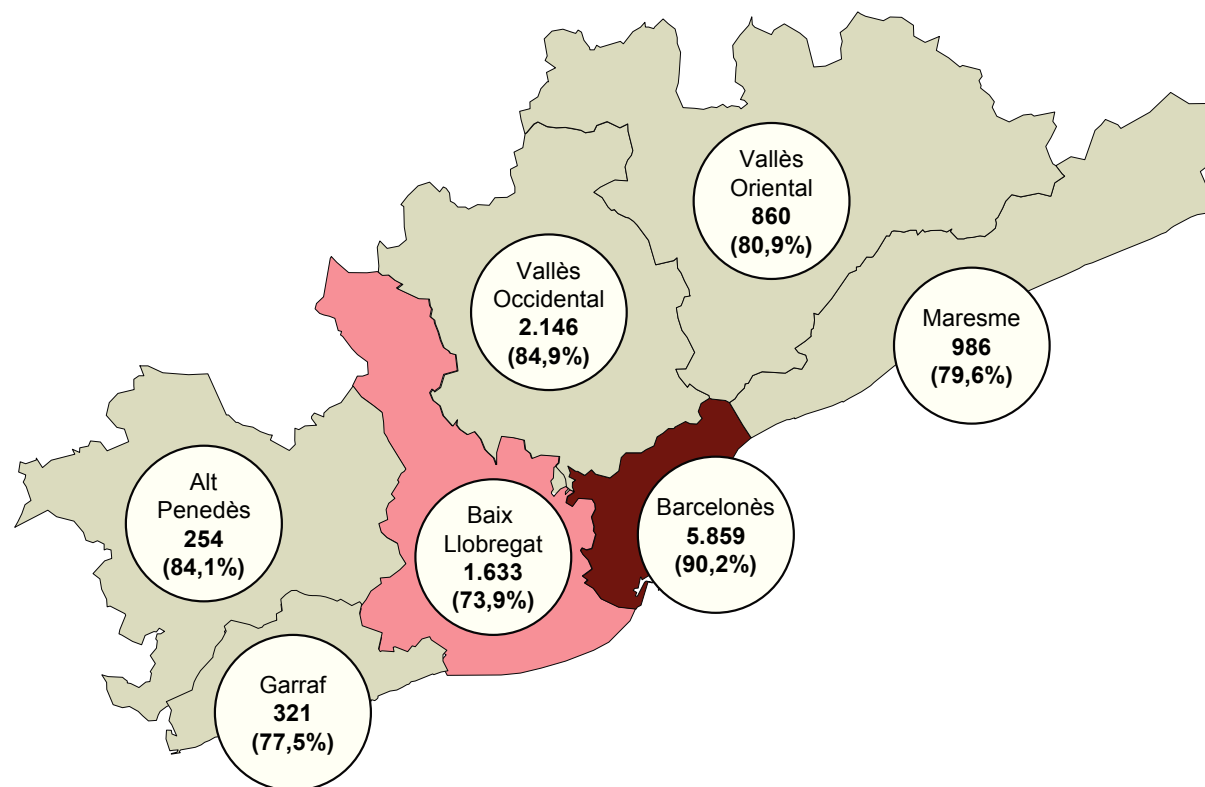 Vallès
Oriental
860
(80,9%)
Vallès
Occidental
2.146
(84,9%)
Maresme
986
(79,6%)
Alt
Penedès
254
(84,1%)
Baix
Llobregat
1.633
(73,9%)
Barcelonès
5.859
(90,2%)
Garraf
321
(77,5%)